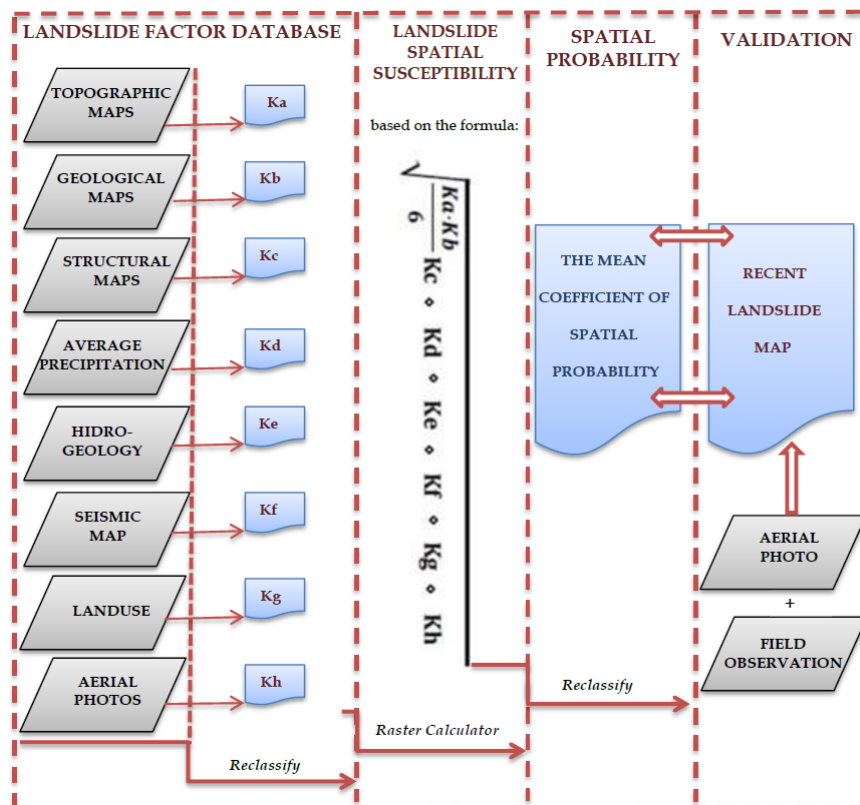 LANDSLIDE FACTOR DATABASE
TOPOGRAPHIC
MAPS
Ka
GEOLOGICAL
MAPS
Kb
STRUCTURAL
MAPS
Kc
AVERAGE
PRECIPITATION
Kd
HIDRO-
GEOLOGY
Ke
SEISMIC
MAP
Kf
LANDUSE
Kg
AERIAL
PHOTOS
Kh
Reclassify
LANDSLIDE
SPATIAL
SUSCEPTIBILITY
based on the formula:
√ Ka·Kb
6
Kc ⋄ Kd ⋄ Ke ⋄ Kf ⋄ Kg ⋄ Kh
Raster Calculator
SPATIAL
PROBABILITY
THE MEAN
COEFFICIENT OF
SPATIAL
PROBABILITY
Reclassify
VALIDATION
RECENT
LANDSLIDE
MAP
AERIAL
PHOTO
+
FIELD
OBSERVATION